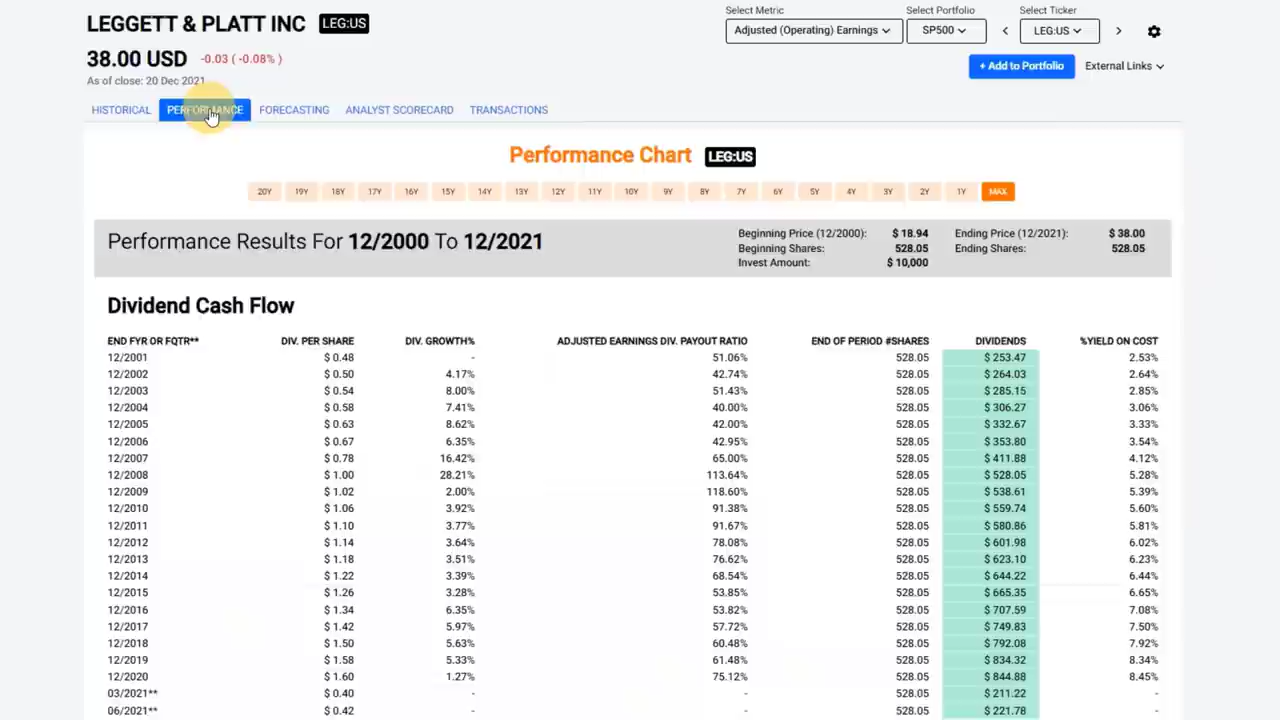 LEGGETT & PLATT INC LEG:US
Select Metric Select Portfolio Select Ticker
Adjusted (Operating) Earnings SP500 LEG:US
38.00 USD -0.03 ( -0.08% )
+ Add to Portfolio External Links
As of close: 20 Dec 2021
HISTORICAL PERFORMANCE FORECASTING ANALYST SCORECARD TRANSACTIONS
Performance Chart LEG:US
20Y 19Y 18Y 17Y 16Y 15Y 14Y 13Y 12Y 11Y 10Y 9Y 8Y 7Y 6Y 5Y 4Y 3Y 2Y 1Y MAX
Performance Results For 12/2000 To 12/2021
Beginning Price (12/2000): $ 18.94 Ending Price (12/2021): $ 38.00
Beginning Shares: 528.05 Ending Shares: 528.05
Invest Amount: $ 10,000
Dividend Cash Flow
END FYR OR FQTR** DIV. PER SHARE DIV. GROWTH% ADJUSTED EARNINGS DIV. PAYOUT RATIO END OF PERIOD #SHARES DIVIDENDS %YIELD ON COST
12/2001 $ 0.48 - 51.06% 528.05 $ 253.47 2.53%
12/2002 $ 0.50 4.17% 42.74% 528.05 $ 264.03 2.64%
12/2003 $ 0.54 8.00% 51.43% 528.05 $ 285.15 2.85%
12/2004 $ 0.58 7.41% 40.00% 528.05 $ 306.27 3.06%
12/2005 $ 0.63 8.62% 42.00% 528.05 $ 332.67 3.33%
12/2006 $ 0.67 6.35% 42.95% 528.05 $ 353.80 3.54%
12/2007 $ 0.78 16.42% 65.00% 528.05 $ 411.88 4.12%
12/2008 $ 1.00 28.21% 113.64% 528.05 $ 528.05 5.28%
12/2009 $ 1.02 2.00% 118.60% 528.05 $ 538.61 5.39%
12/2010 $ 1.06 3.92% 91.38% 528.05 $ 559.74 5.60%
12/2011 $ 1.10 3.77% 91.67% 528.05 $ 580.86 5.81%
12/2012 $ 1.14 3.64% 78.08% 528.05 $ 601.98 6.02%
12/2013 $ 1.18 3.51% 76.62% 528.05 $ 623.10 6.23%
12/2014 $ 1.22 3.39% 68.54% 528.05 $ 644.22 6.44%
12/2015 $ 1.26 3.28% 53.85% 528.05 $ 665.35 6.65%
12/2016 $ 1.34 6.35% 53.82% 528.05 $ 707.59 7.08%
12/2017 $ 1.42 5.97% 57.72% 528.05 $ 749.83 7.50%
12/2018 $ 1.50 5.63% 60.48% 528.05 $ 792.08 7.92%
12/2019 $ 1.58 5.33% 61.48% 528.05 $ 834.32 8.34%
12/2020 $ 1.60 1.27% 75.12% 528.05 $ 844.88 8.45%
03/2021** $ 0.40 - - 528.05 $ 211.22 -
06/2021** $ 0.42 - - 528.05 $ 221.78 -